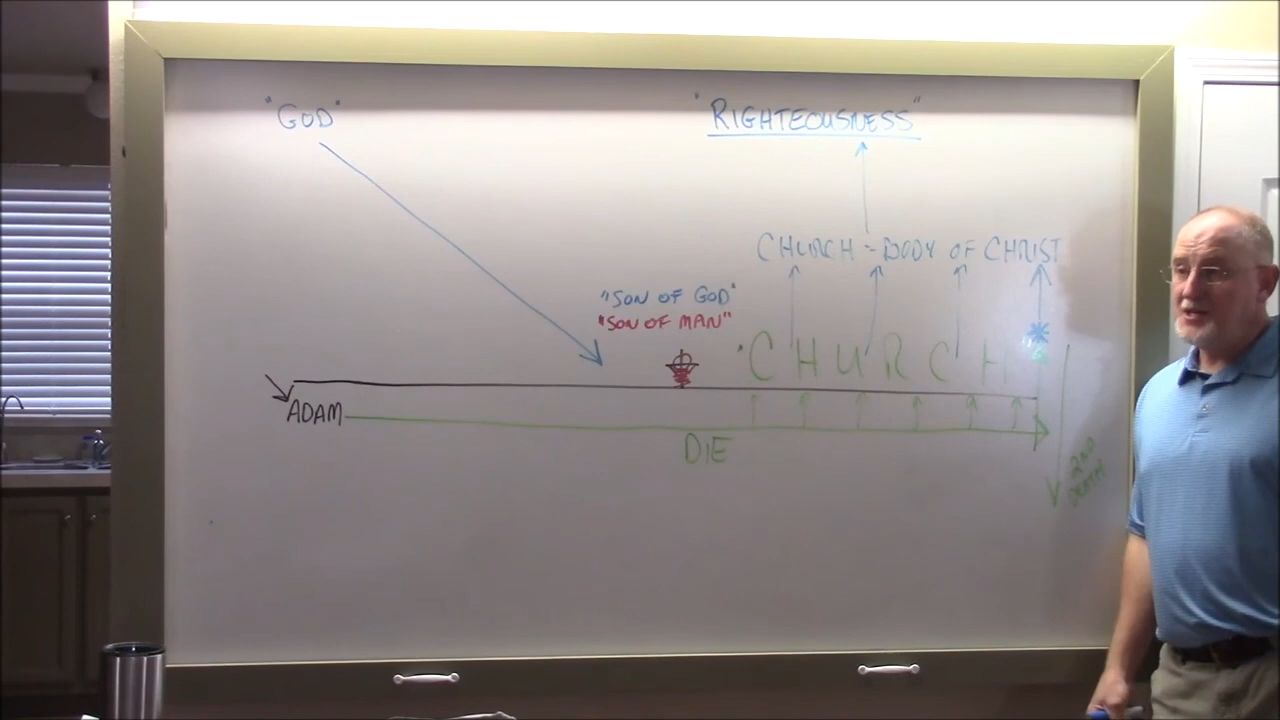 "GOD"
"RIGHTEOUSNESS"
CHURCH = BODY OF CHRIST
"SON OF GOD"
"SON OF MAN"
CHURCH
ADAM
DIE
2ND
DEATH